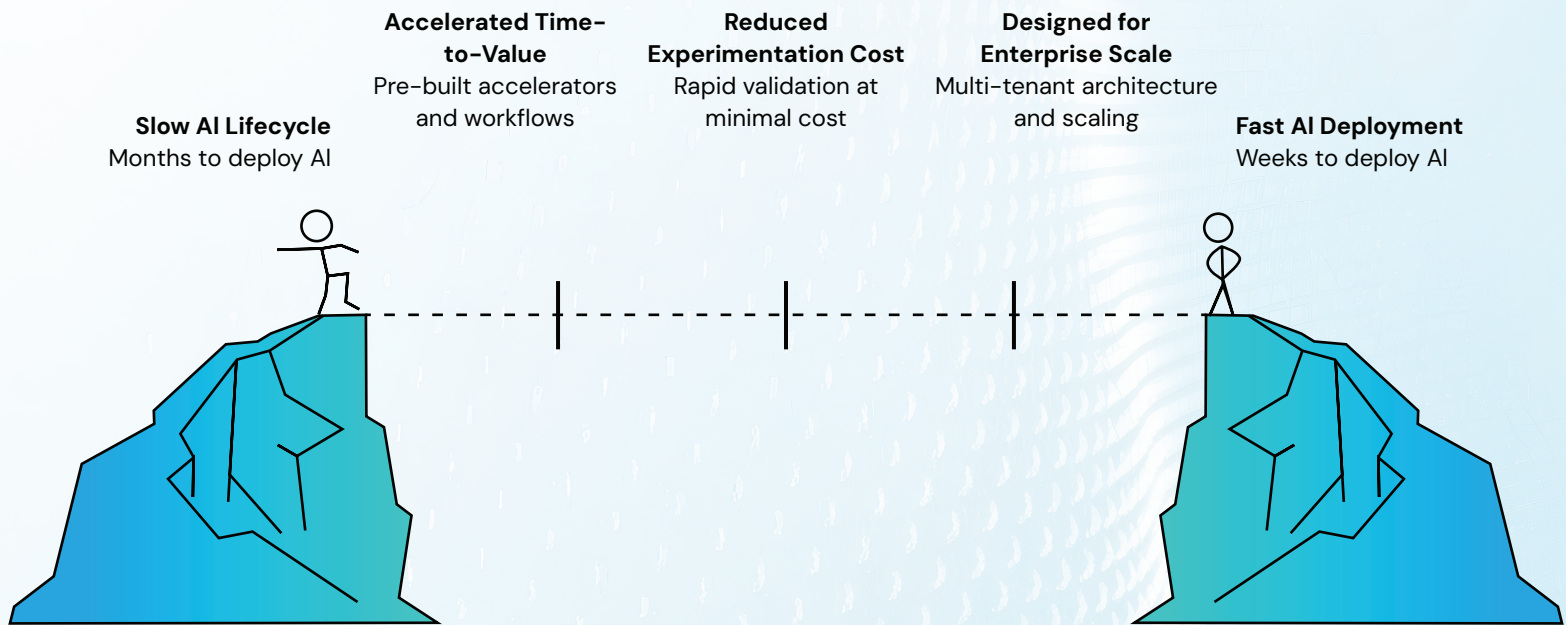 Accelerated Time-
to-Value
Pre-built accelerators
and workflows
Reduced
Experimentation Cost
Rapid validation at
minimal cost
Designed for
Enterprise Scale
Multi-tenant architecture
and scaling
Slow AI Lifecycle
Months to deploy AI
Fast AI Deployment
Weeks to deploy AI